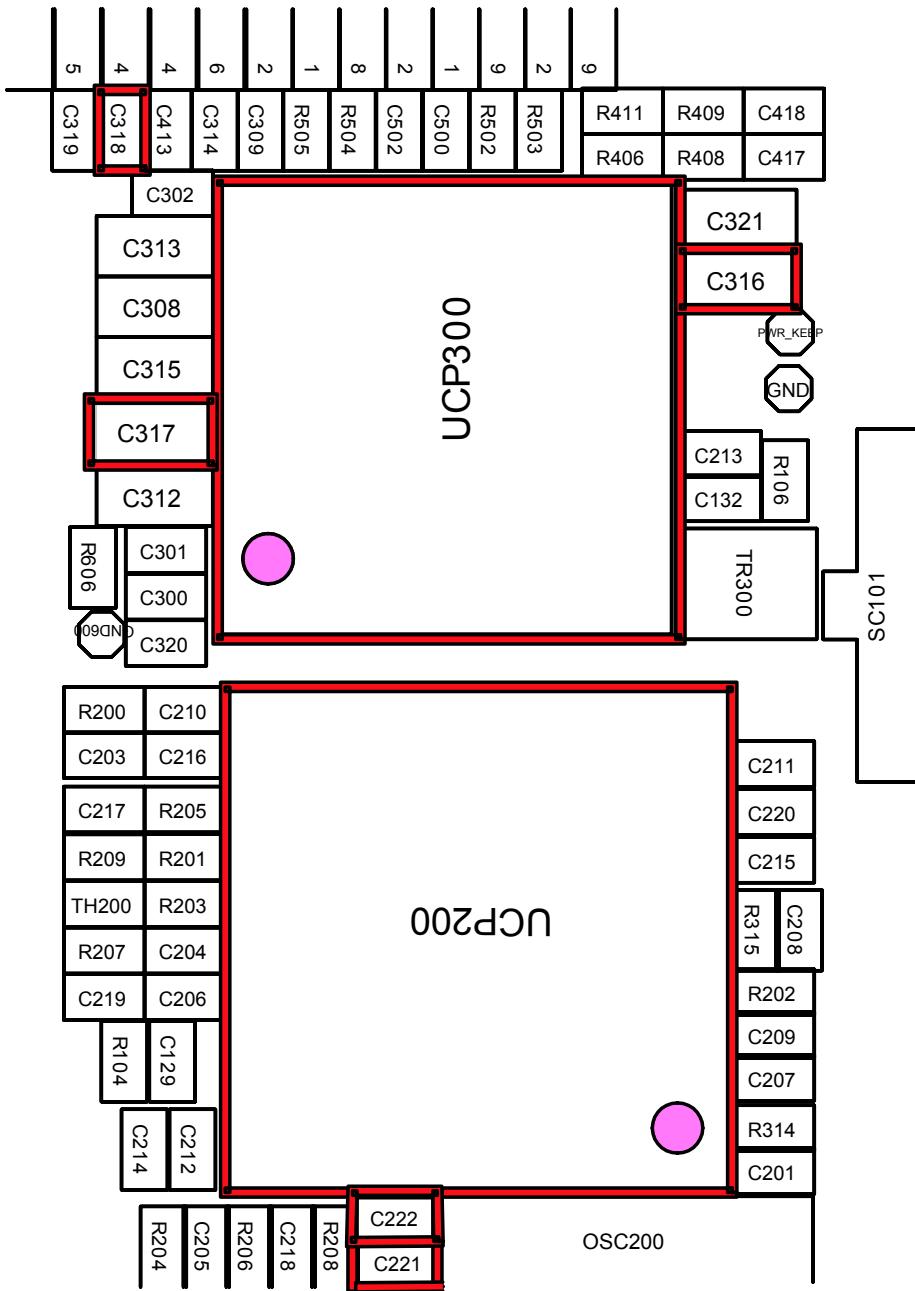 5
4
4
6
2
1
8
2
1
9
2
9
C319
C318
C413
C314
C309
R505
R504
C502
C500
R502
R503
R411
R409
C418
R406
R408
C417
C302
C313
C308
C315
C317
C312
UCP300
C321
C316
PWR_KEEP
GND
C213
C132
R106
TR300
SC101
R606
C301
C300
C320
GND600
R200
C210
C203
C216
C217
R205
R209
R201
TH200
R203
R207
C204
C219
C206
R104
C129
C214
C212
UCP200
C211
C220
C215
R315
C208
R202
C209
C207
R314
C201
R204
C205
R206
C218
R208
C222
C221
OSC200